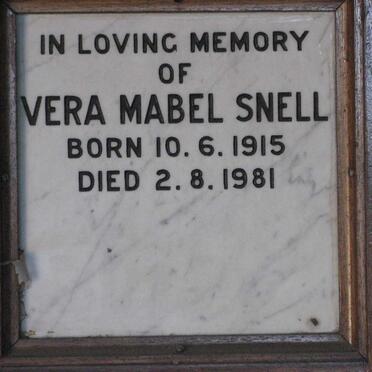 IN LOVING MEMORY
OF
VERA MABEL SNELL
BORN 10.6.1915
DIED 2.8.1981